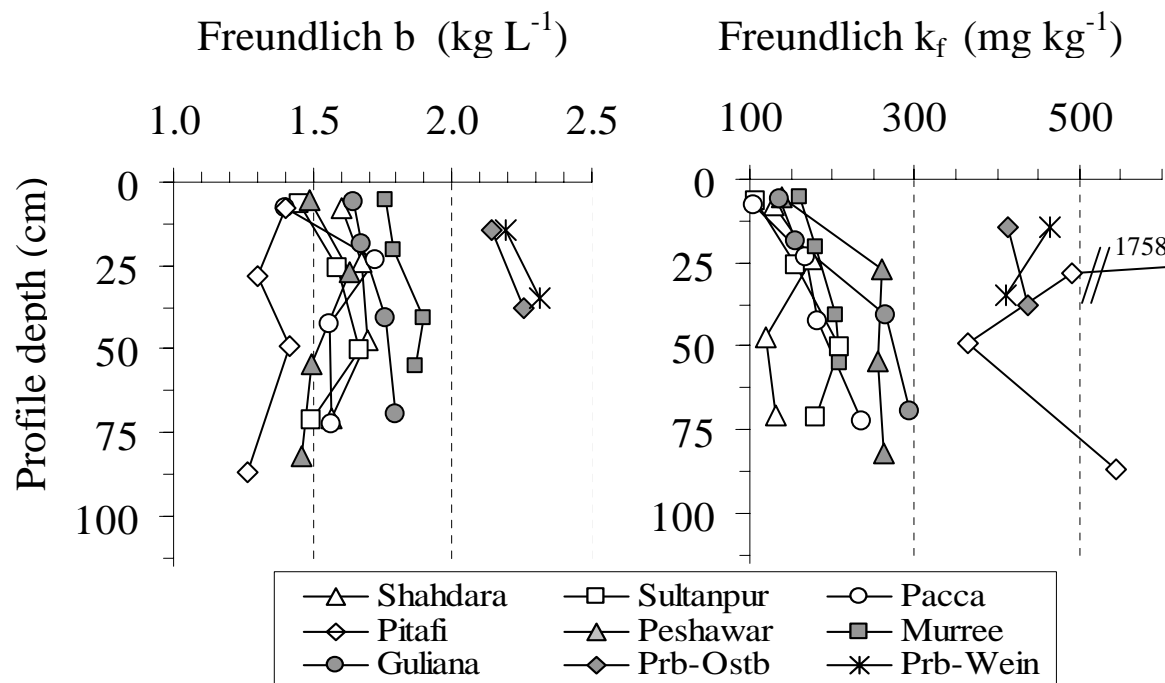 Freundlich b (kg L⁻¹) Freundlich k_f (mg kg⁻¹)
1.0 1.5 2.0 2.5 100 300 500
Profile depth (cm)
0 0
25 25
1758
50 50
75 75
100 100
Shahdara Sultanpur Pacca
Pitafi Peshawar Murree
Guliana Prb-Ostb Prb-Wein